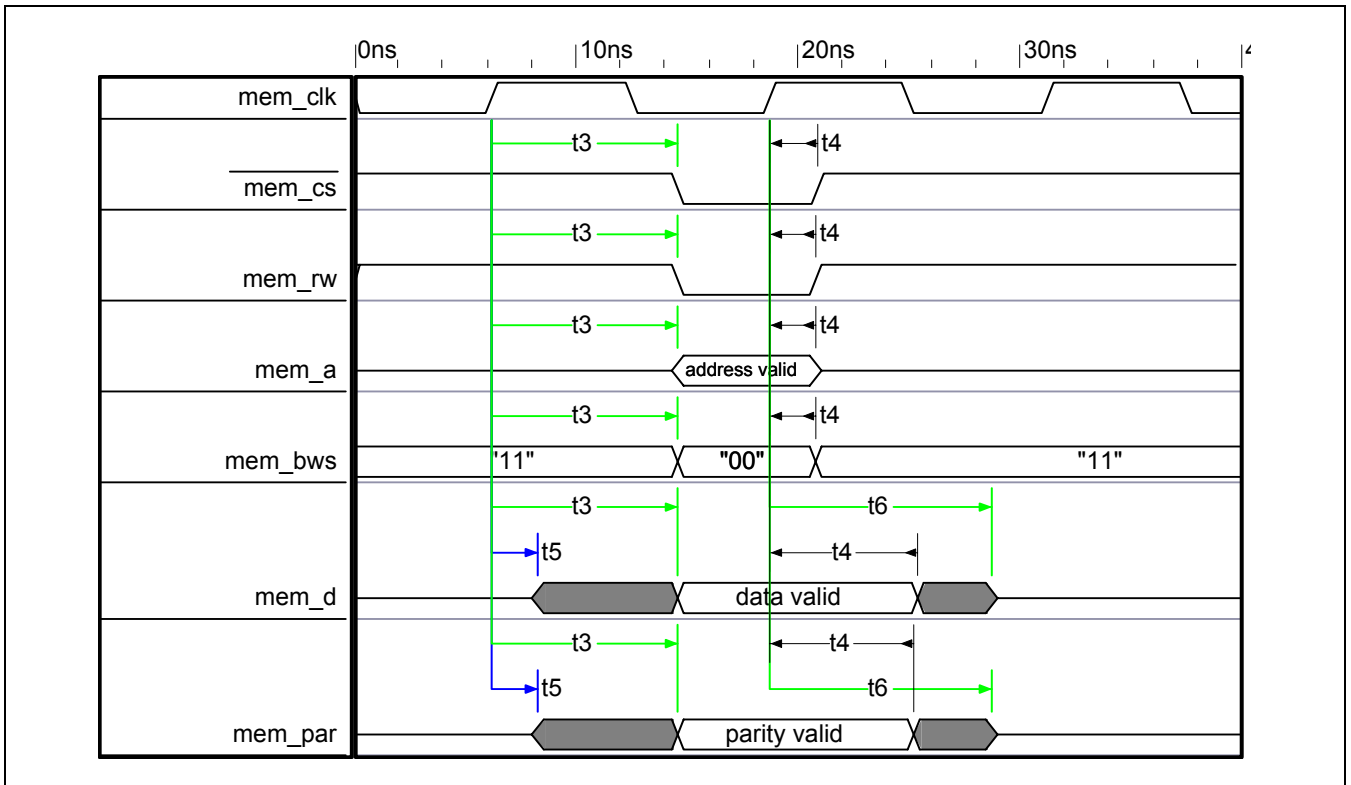 0ns 10ns 20ns 30ns
mem_clk
t3 t4
mem_cs
t3 t4
mem_rw
t3 t4
mem_a address valid
t3 t4
mem_bws "11" "00" "11"
t3 t6
t5 t4
mem_d data valid
t3 t4
t5 t6
mem_par parity valid